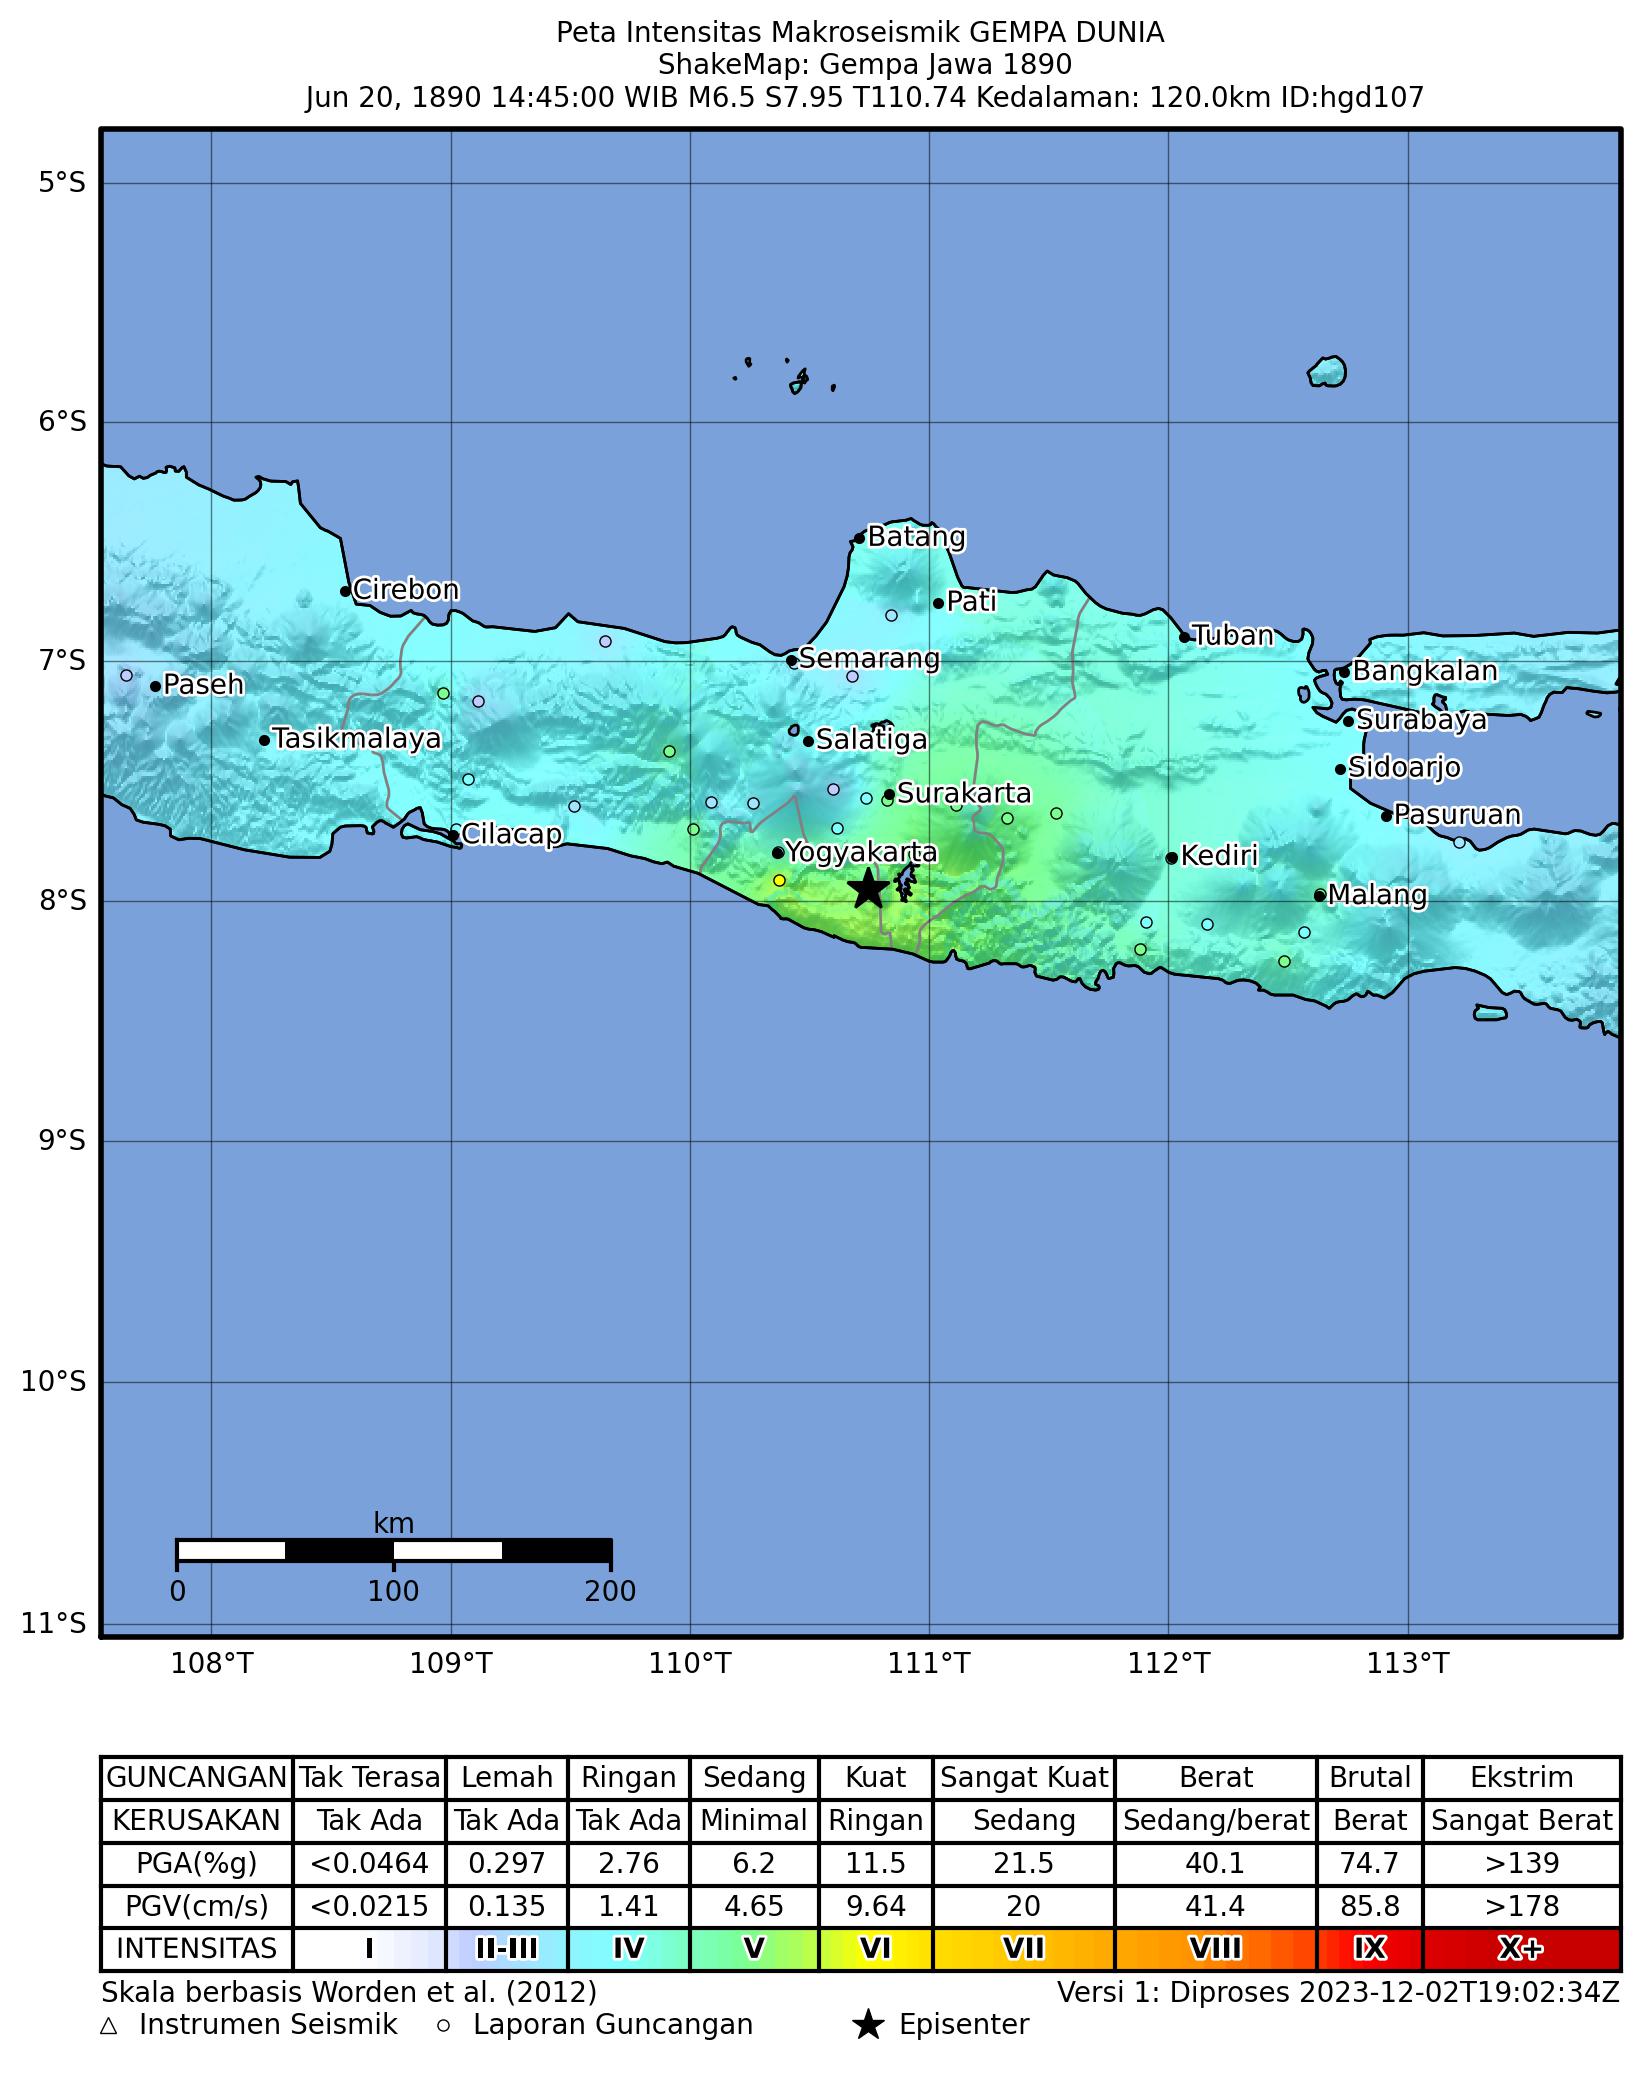 Peta Intensitas Makroseismik GEMPA DUNIA
ShakeMap: Gempa Jawa 1890
Jun 20, 1890 14:45:00 WIB M6.5 S7.95 T110.74 Kedalaman: 120.0km ID:hgd107
5°S
6°S
Batang
Cirebon
Pati
Tuban
7°S
Semarang
Bangkalan
Paseh
Surabaya
Tasikmalaya
Salatiga
Sidoarjo
Surakarta
Pasuruan
Cilacap
Yogyakarta
Kediri
8°S
Malang
9°S
10°S
km
0 100 200
11°S
108°T 109°T 110°T 111°T 112°T 113°T
GUNCANGAN Tak Terasa Lemah Ringan Sedang Kuat Sangat Kuat Berat Brutal Ekstrim
KERUSAKAN Tak Ada Tak Ada Tak Ada Minimal Ringan Sedang Sedang/berat Berat Sangat Berat
PGA(%g) <0.0464 0.297 2.76 6.2 11.5 21.5 40.1 74.7 >139
PGV(cm/s) <0.0215 0.135 1.41 4.65 9.64 20 41.4 85.8 >178
INTENSITAS I II-III IV V VI VII VIII IX X+
Skala berbasis Worden et al. (2012) Versi 1: Diproses 2023-12-02T19:02:34Z
Instrumen Seismik Laporan Guncangan Episenter